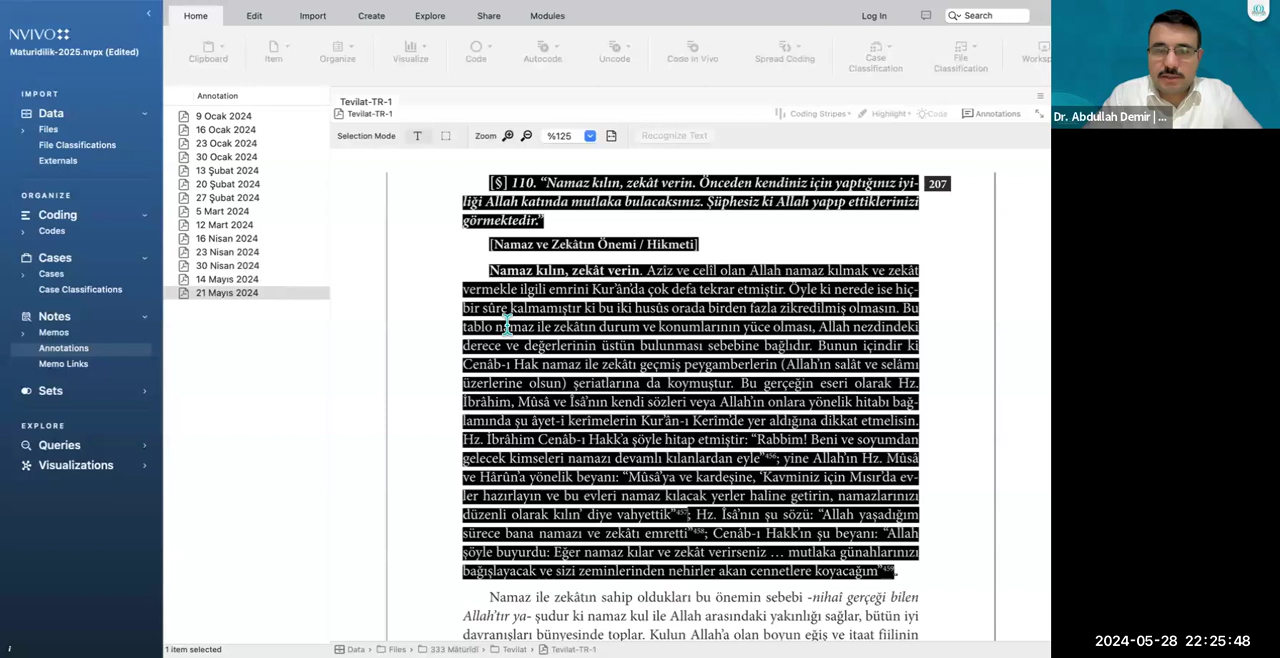 Home Edit Import Create Explore Share Modules Log In Search
NVIVO
Maturidilik-2025.nvpx (Edited)
Clipboard Item Organize Visualize Code Autocode Uncode Code In Vivo Spread Coding Case Classification File Classification Worksp
IMPORT
Data
Files
File Classifications
Externals
ORGANIZE
Coding
Codes
Cases
Cases
Case Classifications
Notes
Memos
Annotations
Memo Links
Sets
EXPLORE
Queries
Visualizations
Annotation
9 Ocak 2024
16 Ocak 2024
23 Ocak 2024
30 Ocak 2024
13 Şubat 2024
20 Şubat 2024
27 Şubat 2024
5 Mart 2024
12 Mart 2024
16 Nisan 2024
23 Nisan 2024
30 Nisan 2024
14 Mayıs 2024
21 Mayıs 2024
1 item selected
Tevilat-TR-1
Tevilat-TR-1
Coding Stripes Highlight Code Annotations
Selection Mode T Zoom %125 Recognize Text
[§] 110. “Namaz kılın, zekât verin. Önceden kendiniz için yaptığınız iyi- 207
liği Allah katında mutlaka bulacaksınız. Şüphesiz ki Allah yapıp ettiklerinizi
görmektedir.”
[Namaz ve Zekâtın Önemi / Hikmeti]
Namaz kılın, zekât verin. Azîz ve celîl olan Allah namaz kılmak ve zekât
vermekle ilgili emrini Kur’ân’da çok defa tekrar etmiştir. Öyle ki nerede ise hiç-
bir sûre kalmamıştır ki bu iki husûs orada birden fazla zikredilmiş olmasın. Bu
tablo namaz ile zekâtın durum ve konumlarının yüce olması, Allah nezdindeki
derece ve değerlerinin üstün bulunması sebebine bağlıdır. Bunun içindir ki
Cenâb-ı Hak namaz ile zekâtı geçmiş peygamberlerin (Allah’ın salât ve selâmı
üzerlerine olsun) şeriatlarına da koymuştur. Bu gerçeğin eseri olarak Hz.
İbrâhim, Mûsâ ve Îsâ’nın kendi sözleri veya Allah’ın onlara yönelik hitabı bağ-
lamında şu âyet-i kerîmelerin Kur’ân-ı Kerîm’de yer aldığına dikkat etmelisin.
Hz. İbrâhim Cenâb-ı Hakk’a şöyle hitap etmiştir: “Rabbim! Beni ve soyumdan
gelecek kimseleri namazı devamlı kılanlardan eyle”456; yine Allah’ın Hz. Mûsâ
ve Hârûn’a yönelik beyanı: “Mûsâ’ya ve kardeşine, ‘Kavminiz için Mısır’da ev-
ler hazırlayın ve bu evleri namaz kılacak yerler haline getirin, namazlarınızı
düzenli olarak kılın’ diye vahyettik”457; Hz. Îsâ’nın şu sözü: “Allah yaşadığım
sürece bana namazı ve zekâtı emretti”458; Cenâb-ı Hakk’ın şu beyanı: “Allah
şöyle buyurdu: Eğer namaz kılar ve zekât verirseniz … mutlaka günahlarınızı
bağışlayacak ve sizi zeminlerinden nehirler akan cennetlere koyacağım”459.
Namaz ile zekâtın sahip oldukları bu önemin sebebi -nihaî gerçeği bilen
Allah’tır ya- şudur ki namaz kul ile Allah arasındaki yakınlığı sağlar, bütün iyi
davranışları bünyesinde toplar. Kulun Allah’a olan boyun eğiş ve itaat fiilinin
Data Files 333 Mâtürîdî Tevilat Tevilat-TR-1
Dr. Abdullah Demir | ...
2024-05-28 22:25:48